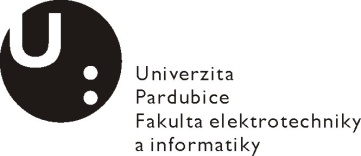 U:
Univerzita
Pardubice
Fakulta elektrotechniky
a informatiky